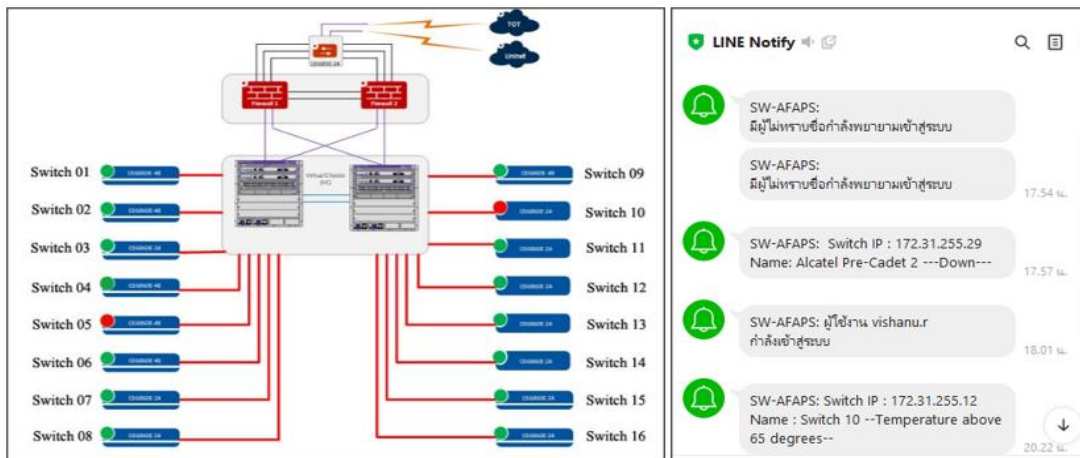 TOT
Uninet
Firewall 1
Firewall 2
Virtual Chassis
(VC)
Switch 01
Switch 02
Switch 03
Switch 04
Switch 05
Switch 06
Switch 07
Switch 08
Switch 09
Switch 10
Switch 11
Switch 12
Switch 13
Switch 14
Switch 15
Switch 16
LINE Notify
SW-AFAPS:
มีผู้ไม่ทราบชื่อกำลังพยายามเข้าสู่ระบบ
SW-AFAPS:
มีผู้ไม่ทราบชื่อกำลังพยายามเข้าสู่ระบบ
17.54 น.
SW-AFAPS: Switch IP : 172.31.255.29
Name: Alcatel Pre-Cadet 2 ---Down---
17.57 น.
SW-AFAPS: ผู้ใช้งาน vishanu.r
กำลังเข้าสู่ระบบ
18.01 น.
SW-AFAPS: Switch IP : 172.31.255.12
Name : Switch 10 --Temperature above
65 degrees--
20.22 น.